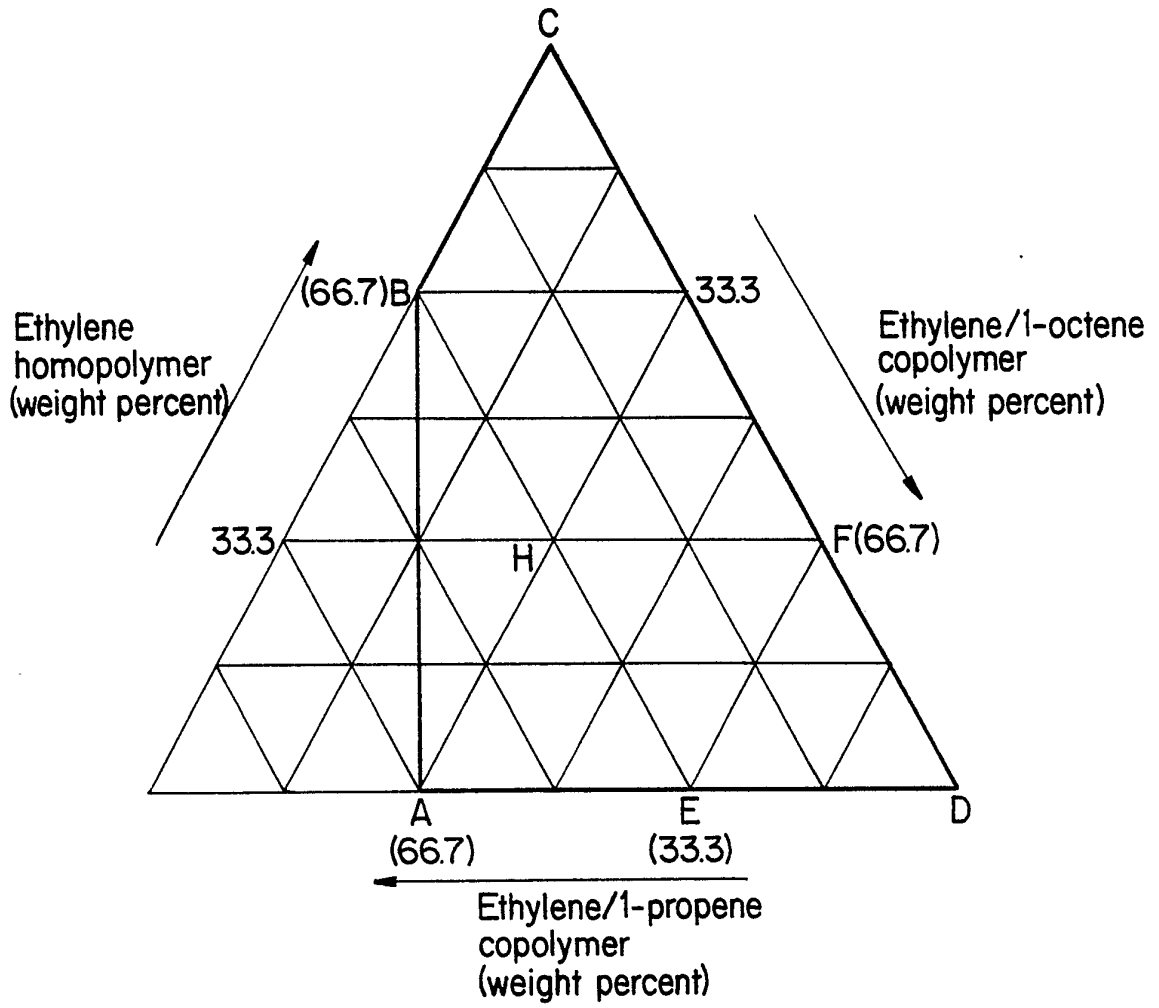 C
(66.7)B
33.3
Ethylene
homopolymer
(weight percent)
Ethylene/1-octene
copolymer
(weight percent)
33.3
H
F(66.7)
A
E
D
(66.7)
(33.3)
Ethylene/1-propene
copolymer
(weight percent)